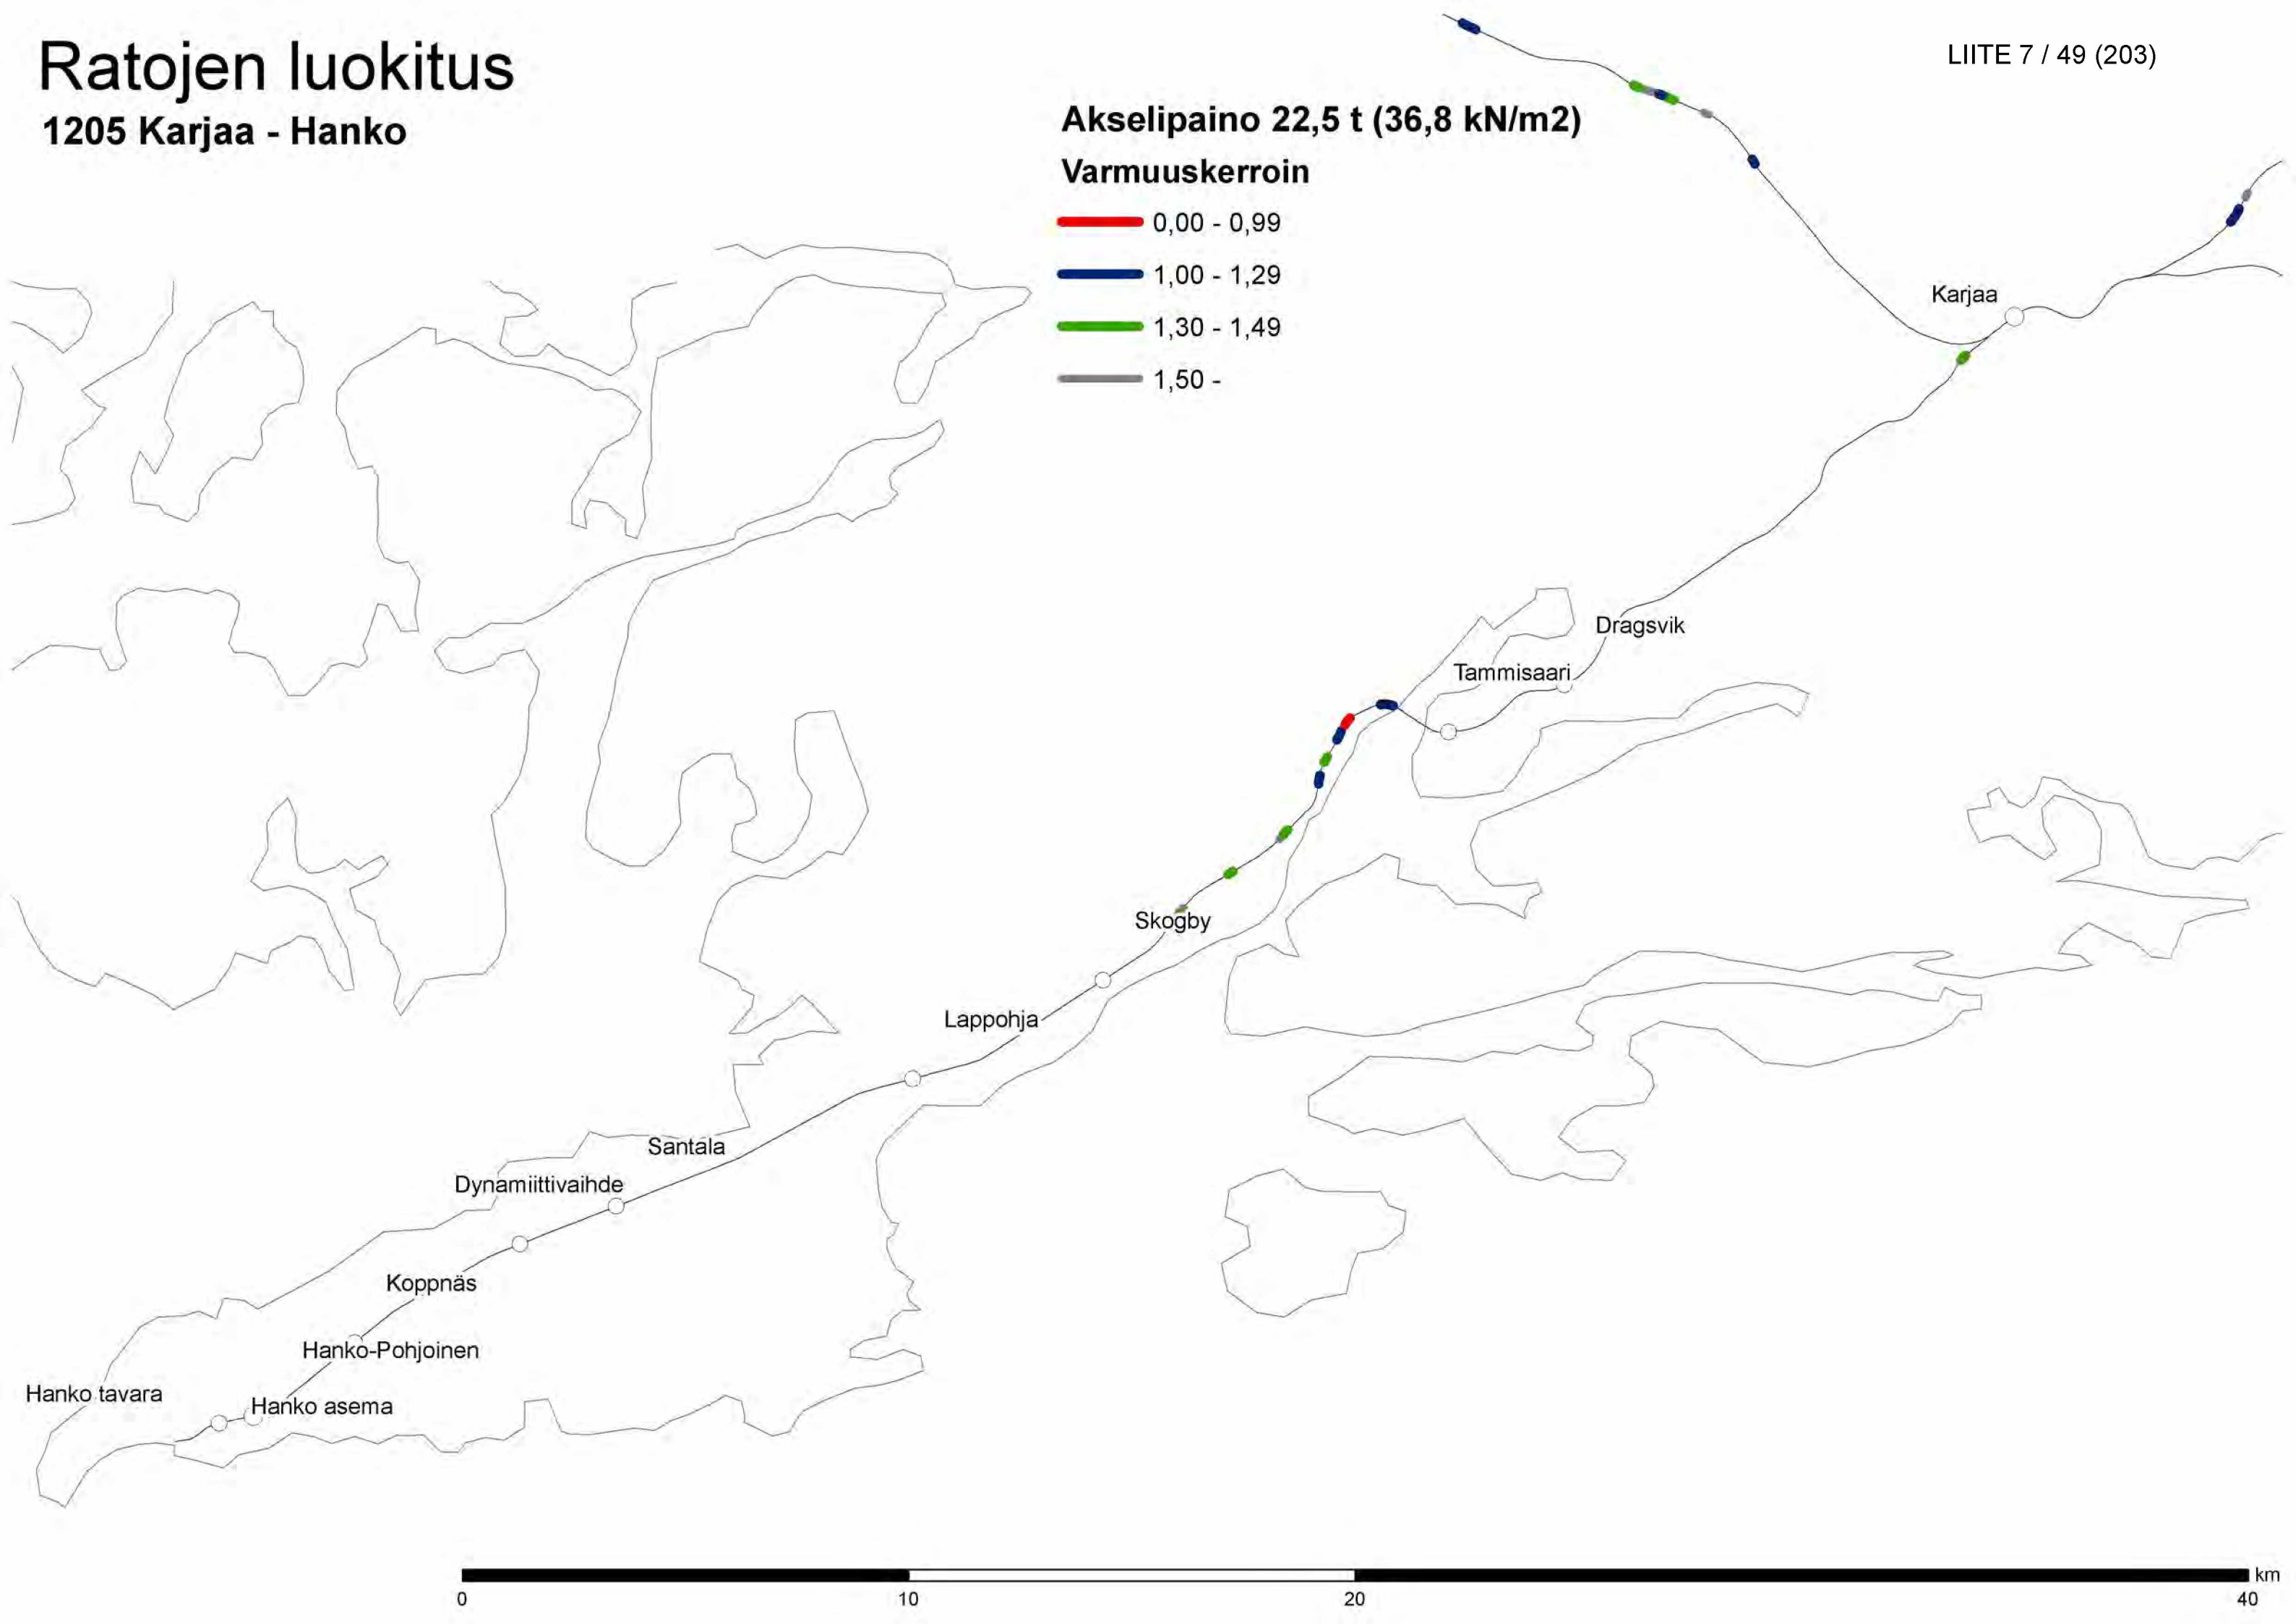 Ratojen luokitus
1205 Karjaa - Hanko
LIITE 7 / 49 (203)
Akselipaino 22,5 t (36,8 kN/m2)
Varmuuskerroin
0,00 - 0,99
1,00 - 1,29
1,30 - 1,49
1,50 -
Karjaa
Dragsvik
Tammisaari
Skogby
Lappohja
Santala
Dynamiittivaihde
Koppnäs
Hanko-Pohjoinen
Hanko tavara
Hanko asema
km
0 10 20 40